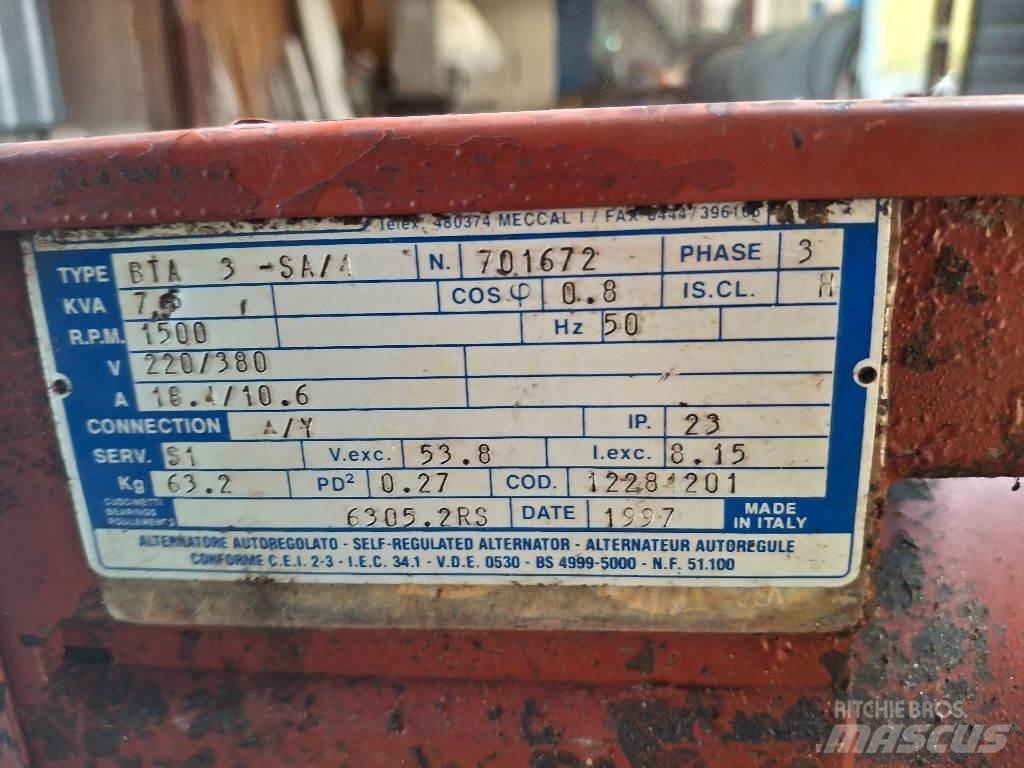 Telex: 480374 MECCAL I / FAX 0444/396166
TYPE BTA 3 -SA/4 N. 701672 PHASE 3
KVA COS φ 0.8 IS.CL. H
R.P.M. 1500 Hz 50
V 220/380
A 18.4/10.6
CONNECTION IP. 23
SERV. S1 V.exc. 53.8 I.exc. 8.15
Kg 63.2 PD² 0.27 COD. 12284201
CUSCINETTI
BEARINGS
ROULEMENTS
6305.2RS DATE 1997 MADE
IN ITALY
ALTERNATORE AUTOREGOLATO - SELF-REGULATED ALTERNATOR - ALTERNATEUR AUTOREGULE
CONFORME C.E.I. 2-3 - I.E.C. 34.1 - V.D.E. 0530 - BS 4999-5000 - N.F. 51.100
RITCHIE BROS.
MASCUS